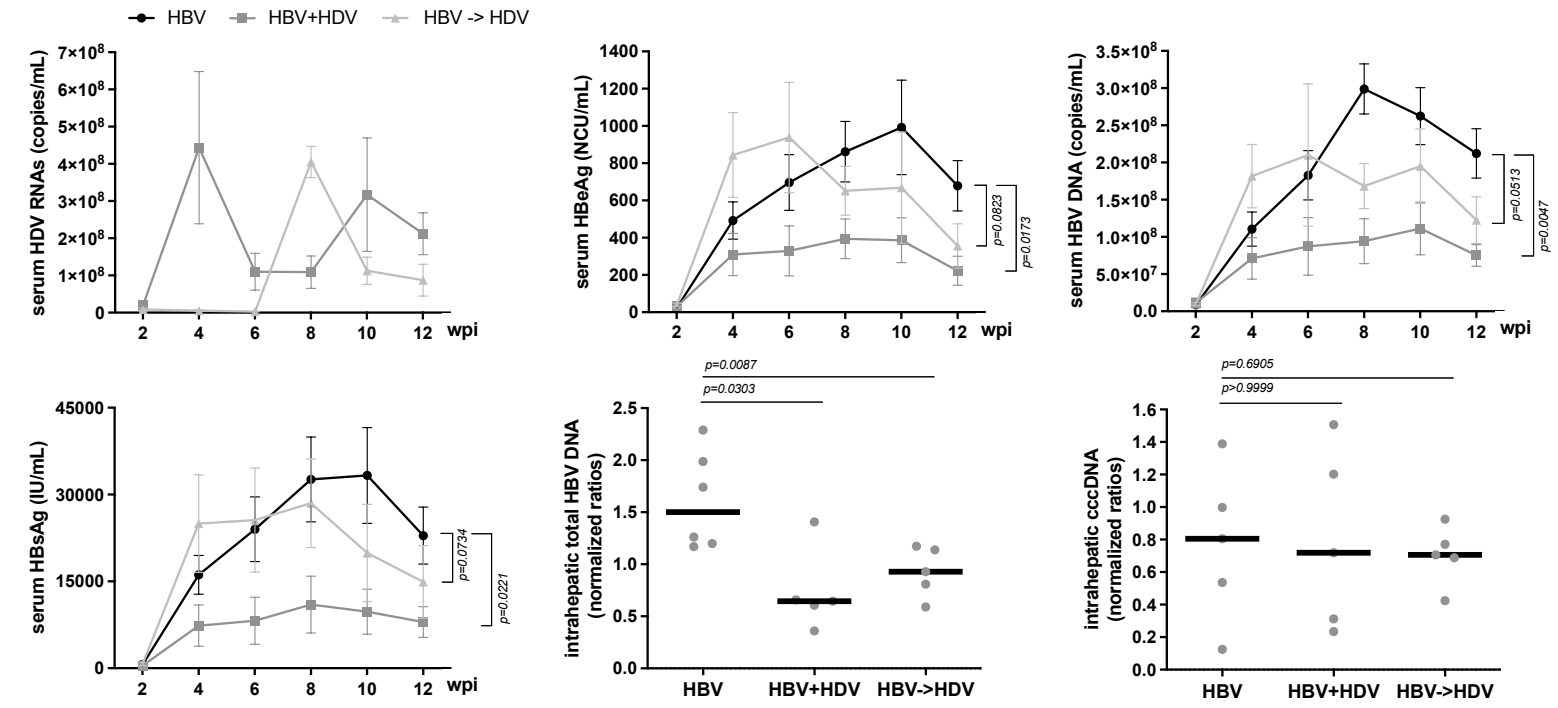 HBV HBV+HDV HBV -> HDV
serum HDV RNAs (copies/mL)
7×10⁸
6×10⁸
5×10⁸
4×10⁸
3×10⁸
2×10⁸
1×10⁸
0
2 4 6 8 10 12 wpi
serum HBeAg (NCU/mL)
1400
1200
1000
800
600
400
200
0
2 4 6 8 10 12 wpi
p=0.0823
p=0.0173
serum HBV DNA (copies/mL)
3.5×10⁸
3.0×10⁸
2.5×10⁸
2.0×10⁸
1.5×10⁸
1.0×10⁸
5.0×10⁷
0.0
2 4 6 8 10 12 wpi
p=0.0513
p=0.0047
serum HBsAg (IU/mL)
45000
30000
15000
0
2 4 6 8 10 12 wpi
p=0.0734
p=0.0221
p=0.0087
p=0.0303
intrahepatic total HBV DNA
(normalized ratios)
2.5
2.0
1.5
1.0
0.5
0.0
HBV HBV+HDV HBV->HDV
p=0.6905
p>0.9999
intrahepatic cccDNA
(normalized ratios)
1.6
1.4
1.2
1.0
0.8
0.6
0.4
0.2
0.0
HBV HBV+HDV HBV->HDV